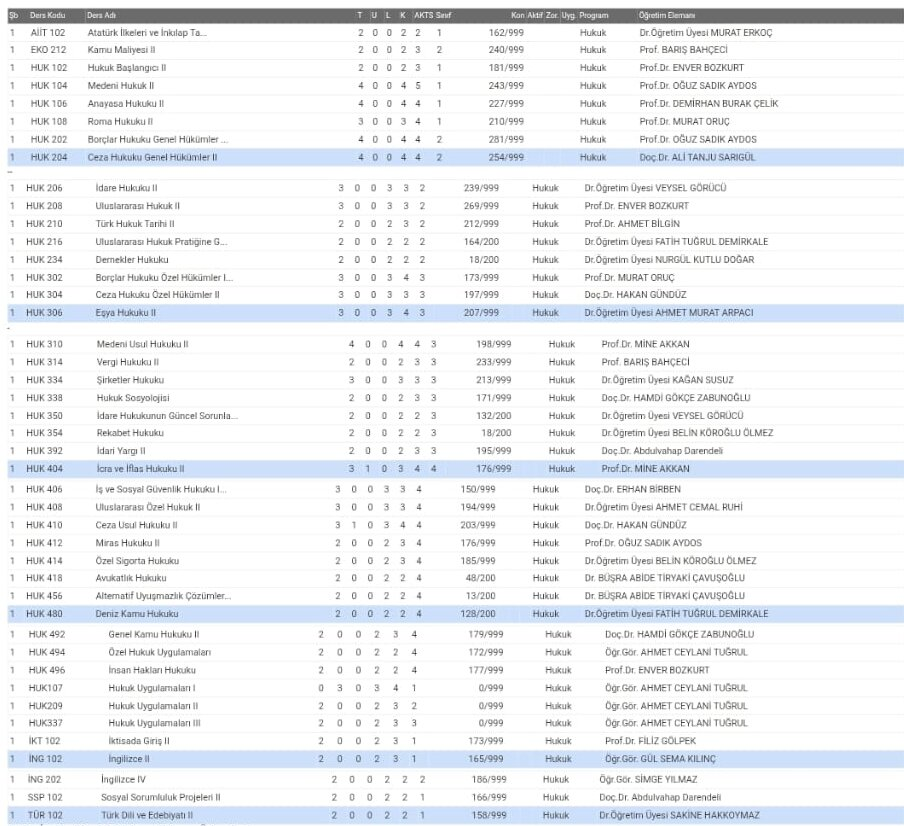 Şb Ders Kodu Ders Adı T U L K AKTS Sınıf Kon Aktif Zor. Uyg. Program Öğretim Elemanı
1 AİİT 102 Atatürk İlkeleri ve İnkılap Ta... 2 0 0 2 2 1 162/999 Hukuk Dr.Öğretim Üyesi MURAT ERKOÇ
1 EKO 212 Kamu Maliyesi II 2 0 0 2 3 2 240/999 Hukuk Prof. BARIŞ BAHÇECİ
1 HUK 102 Hukuk Başlangıcı II 2 0 0 2 3 1 181/999 Hukuk Prof.Dr. ENVER BOZKURT
1 HUK 104 Medeni Hukuk II 4 0 0 4 5 1 243/999 Hukuk Prof.Dr. OĞUZ SADIK AYDOS
1 HUK 106 Anayasa Hukuku II 4 0 0 4 4 1 227/999 Hukuk Prof.Dr. DEMİRHAN BURAK ÇELİK
1 HUK 108 Roma Hukuku II 3 0 0 3 4 1 210/999 Hukuk Prof.Dr. MURAT ORUÇ
1 HUK 202 Borçlar Hukuku Genel Hükümler ... 4 0 0 4 4 2 281/999 Hukuk Prof.Dr. OĞUZ SADIK AYDOS
1 HUK 204 Ceza Hukuku Genel Hükümler II 4 0 0 4 4 2 254/999 Hukuk Doç.Dr. ALİ TANJU SARIGÜL
1 HUK 206 İdare Hukuku II 3 0 0 3 3 2 239/999 Hukuk Dr.Öğretim Üyesi VEYSEL GÖRÜCÜ
1 HUK 208 Uluslararası Hukuk II 3 0 0 3 3 2 269/999 Hukuk Prof.Dr. ENVER BOZKURT
1 HUK 210 Türk Hukuk Tarihi II 2 0 0 2 3 2 212/999 Hukuk Prof.Dr. AHMET BİLGİN
1 HUK 216 Uluslararası Hukuk Pratiğine G... 2 0 0 2 2 2 164/200 Hukuk Dr.Öğretim Üyesi FATİH TUĞRUL DEMİRKALE
1 HUK 234 Dernekler Hukuku 2 0 0 2 2 2 18/200 Hukuk Dr.Öğretim Üyesi NURGÜL KUTLU DOĞAR
1 HUK 302 Borçlar Hukuku Özel Hükümler I... 3 0 0 3 4 3 173/999 Hukuk Prof.Dr. MURAT ORUÇ
1 HUK 304 Ceza Hukuku Özel Hükümler II 3 0 0 3 3 3 197/999 Hukuk Doç.Dr. HAKAN GÜNDÜZ
1 HUK 306 Eşya Hukuku II 3 0 0 3 4 3 207/999 Hukuk Dr.Öğretim Üyesi AHMET MURAT ARPACI
1 HUK 310 Medeni Usul Hukuku II 4 0 0 4 4 3 198/999 Hukuk Prof.Dr. MİNE AKKAN
1 HUK 314 Vergi Hukuku II 2 0 0 2 3 3 233/999 Hukuk Prof. BARIŞ BAHÇECİ
1 HUK 334 Şirketler Hukuku 3 0 0 3 3 3 213/999 Hukuk Dr.Öğretim Üyesi KAĞAN SUSUZ
1 HUK 338 Hukuk Sosyolojisi 2 0 0 2 3 3 171/999 Hukuk Doç.Dr. HAMDİ GÖKÇE ZABUNOĞLU
1 HUK 350 İdare Hukukunun Güncel Sorunla... 2 0 0 2 2 3 132/200 Hukuk Dr.Öğretim Üyesi VEYSEL GÖRÜCÜ
1 HUK 354 Rekabet Hukuku 2 0 0 2 2 3 18/200 Hukuk Dr.Öğretim Üyesi BELİN KÖROĞLU ÖLMEZ
1 HUK 392 İdari Yargı II 2 0 0 2 3 3 195/999 Hukuk Doç.Dr. Abdulvahap Darendeli
1 HUK 404 İcra ve İflas Hukuku II 3 1 0 3 4 4 176/999 Hukuk Prof.Dr. MİNE AKKAN
1 HUK 406 İş ve Sosyal Güvenlik Hukuku I... 3 0 0 3 3 4 150/999 Hukuk Doç.Dr. ERHAN BİRBEN
1 HUK 408 Uluslararası Özel Hukuk II 3 0 0 3 3 4 194/999 Hukuk Dr.Öğretim Üyesi AHMET CEMAL RUHİ
1 HUK 410 Ceza Usul Hukuku II 3 1 0 3 4 4 203/999 Hukuk Doç.Dr. HAKAN GÜNDÜZ
1 HUK 412 Miras Hukuku II 2 0 0 2 3 4 176/999 Hukuk Prof.Dr. OĞUZ SADIK AYDOS
1 HUK 414 Özel Sigorta Hukuku 2 0 0 2 3 4 185/999 Hukuk Dr.Öğretim Üyesi BELİN KÖROĞLU ÖLMEZ
1 HUK 418 Avukatlık Hukuku 2 0 0 2 2 4 48/200 Hukuk Dr. BÜŞRA ABİDE TİRYAKİ ÇAVUŞOĞLU
1 HUK 456 Alternatif Uyuşmazlık Çözümler... 2 0 0 2 2 4 13/200 Hukuk Dr. BÜŞRA ABİDE TİRYAKİ ÇAVUŞOĞLU
1 HUK 480 Deniz Kamu Hukuku 2 0 0 2 2 4 128/200 Hukuk Dr.Öğretim Üyesi FATİH TUĞRUL DEMİRKALE
1 HUK 492 Genel Kamu Hukuku II 2 0 0 2 3 4 179/999 Hukuk Doç.Dr. HAMDİ GÖKÇE ZABUNOĞLU
1 HUK 494 Özel Hukuk Uygulamaları 2 0 0 2 2 4 172/999 Hukuk Öğr.Gör. AHMET CEYLANİ TUĞRUL
1 HUK 496 İnsan Hakları Hukuku 2 0 0 2 2 4 177/999 Hukuk Prof.Dr. ENVER BOZKURT
1 HUK107 Hukuk Uygulamaları I 0 3 0 3 4 1 0/999 Hukuk Öğr.Gör. AHMET CEYLANİ TUĞRUL
1 HUK209 Hukuk Uygulamaları II 2 0 0 2 3 2 0/999 Hukuk Öğr.Gör. AHMET CEYLANİ TUĞRUL
1 HUK337 Hukuk Uygulamaları III 2 0 0 2 3 3 0/999 Hukuk Öğr.Gör. AHMET CEYLANİ TUĞRUL
1 İKT 102 İktisada Giriş II 2 0 0 2 3 1 173/999 Hukuk Prof.Dr. FİLİZ GÖLPEK
1 İNG 102 İngilizce II 2 0 0 2 3 1 165/999 Hukuk Öğr.Gör. GÜL SEMA KILINÇ
1 İNG 202 İngilizce IV 2 0 0 2 2 2 186/999 Hukuk Öğr.Gör. SİMGE YILMAZ
1 SSP 102 Sosyal Sorumluluk Projeleri II 2 0 0 2 2 1 166/999 Hukuk Doç.Dr. Abdulvahap Darendeli
1 TÜR 102 Türk Dili ve Edebiyatı II 2 0 0 2 2 1 158/999 Hukuk Dr.Öğretim Üyesi SAKİNE HAKKOYMAZ